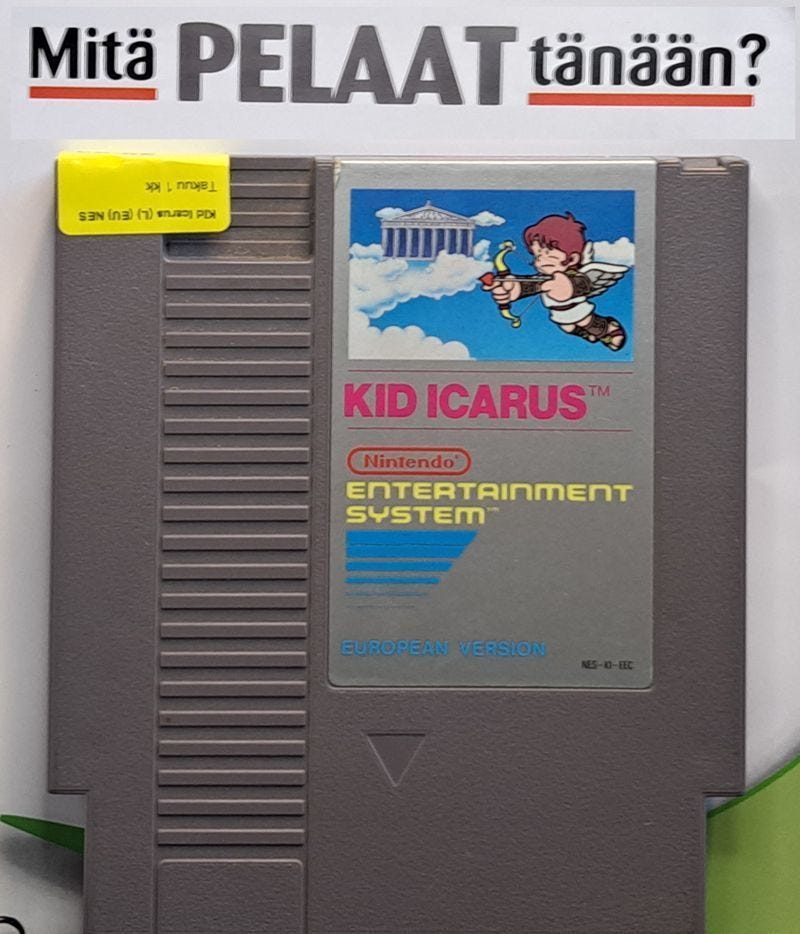 Mitä PELAAT tänään?
Kid Icarus (L) (EU) NES
Takuu 1 kk
KID ICARUS™
Nintendo®
ENTERTAINMENT
SYSTEM™
EUROPEAN VERSION
NES-KI-EEC